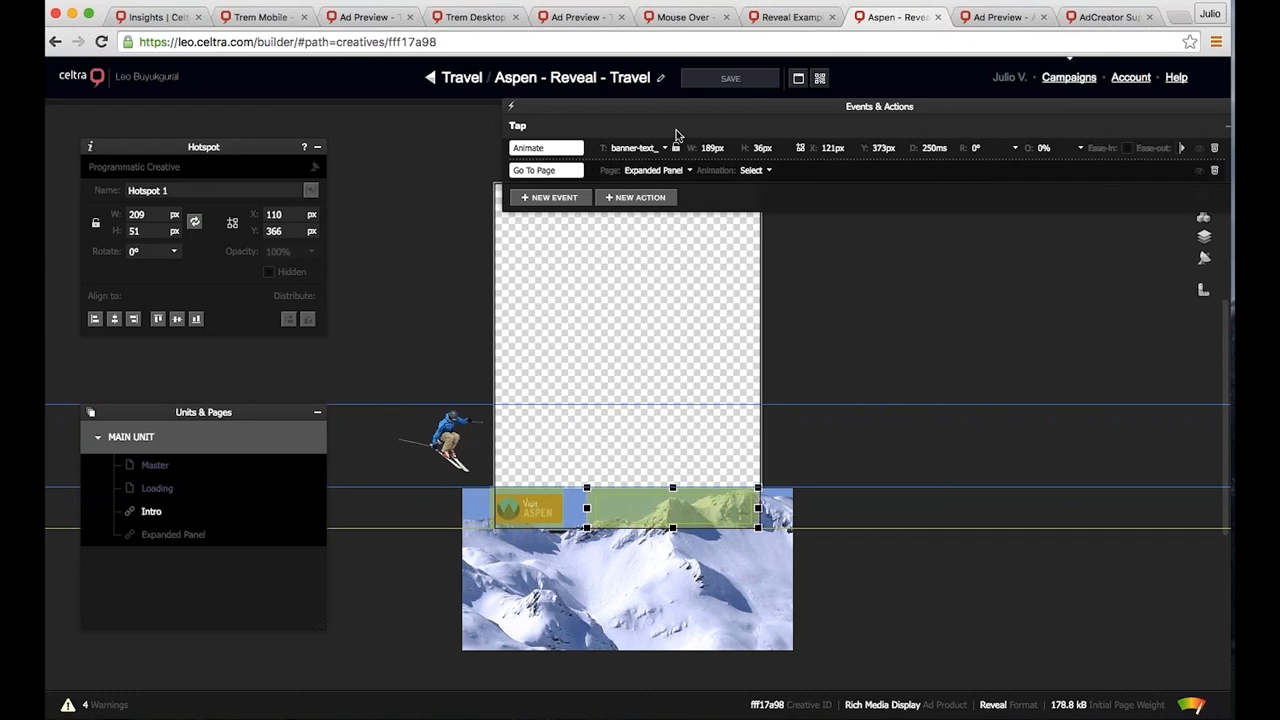 Insights | Celt
Trem Mobile -
Ad Preview - T
Trem Desktop
Ad Preview - T
Mouse Over -
Reveal Examp
Aspen - Reve
Ad Preview - A
AdCreator Sup
Julio
https://leo.celtra.com/builder/#path=creatives/fff17a98
celtra
Leo Buyukgural
Travel / Aspen - Reveal - Travel
SAVE
Julio V.
Campaigns
Account
Help
Events & Actions
Tap
Animate
T: banner-text_
W: 189px
H: 36px
X: 121px
Y: 373px
D: 250ms
R: 0º
O: 0%
Ease-in:
Ease-out:
Go To Page
Page: Expanded Panel
Animation: Select
+ NEW EVENT
+ NEW ACTION
Hotspot
?
Programmatic Creative
Name: Hotspot 1
W: 209 px
X: 110 px
H: 51 px
Y: 366 px
Rotate: 0º
Opacity: 100%
Hidden
Align to:
Distribute:
Units & Pages
MAIN UNIT
Master
Loading
Intro
Expanded Panel
Visit
ASPEN
4 Warnings
fff17a98 Creative ID
Rich Media Display Ad Product
Reveal Format
178.8 kB Initial Page Weight